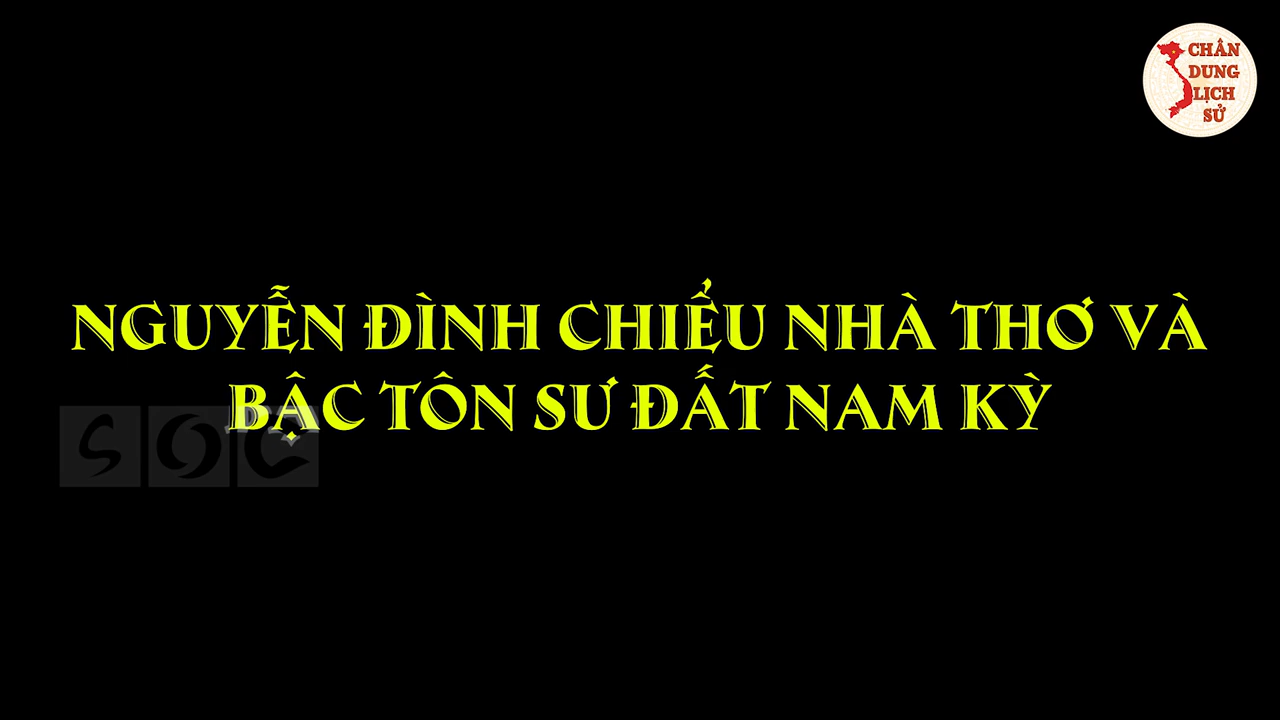 CHÂN
DUNG
LỊCH
SỬ
NGUYỄN ĐÌNH CHIỂU NHÀ THƠ VÀ
BẬC TÔN SƯ ĐẤT NAM KỲ